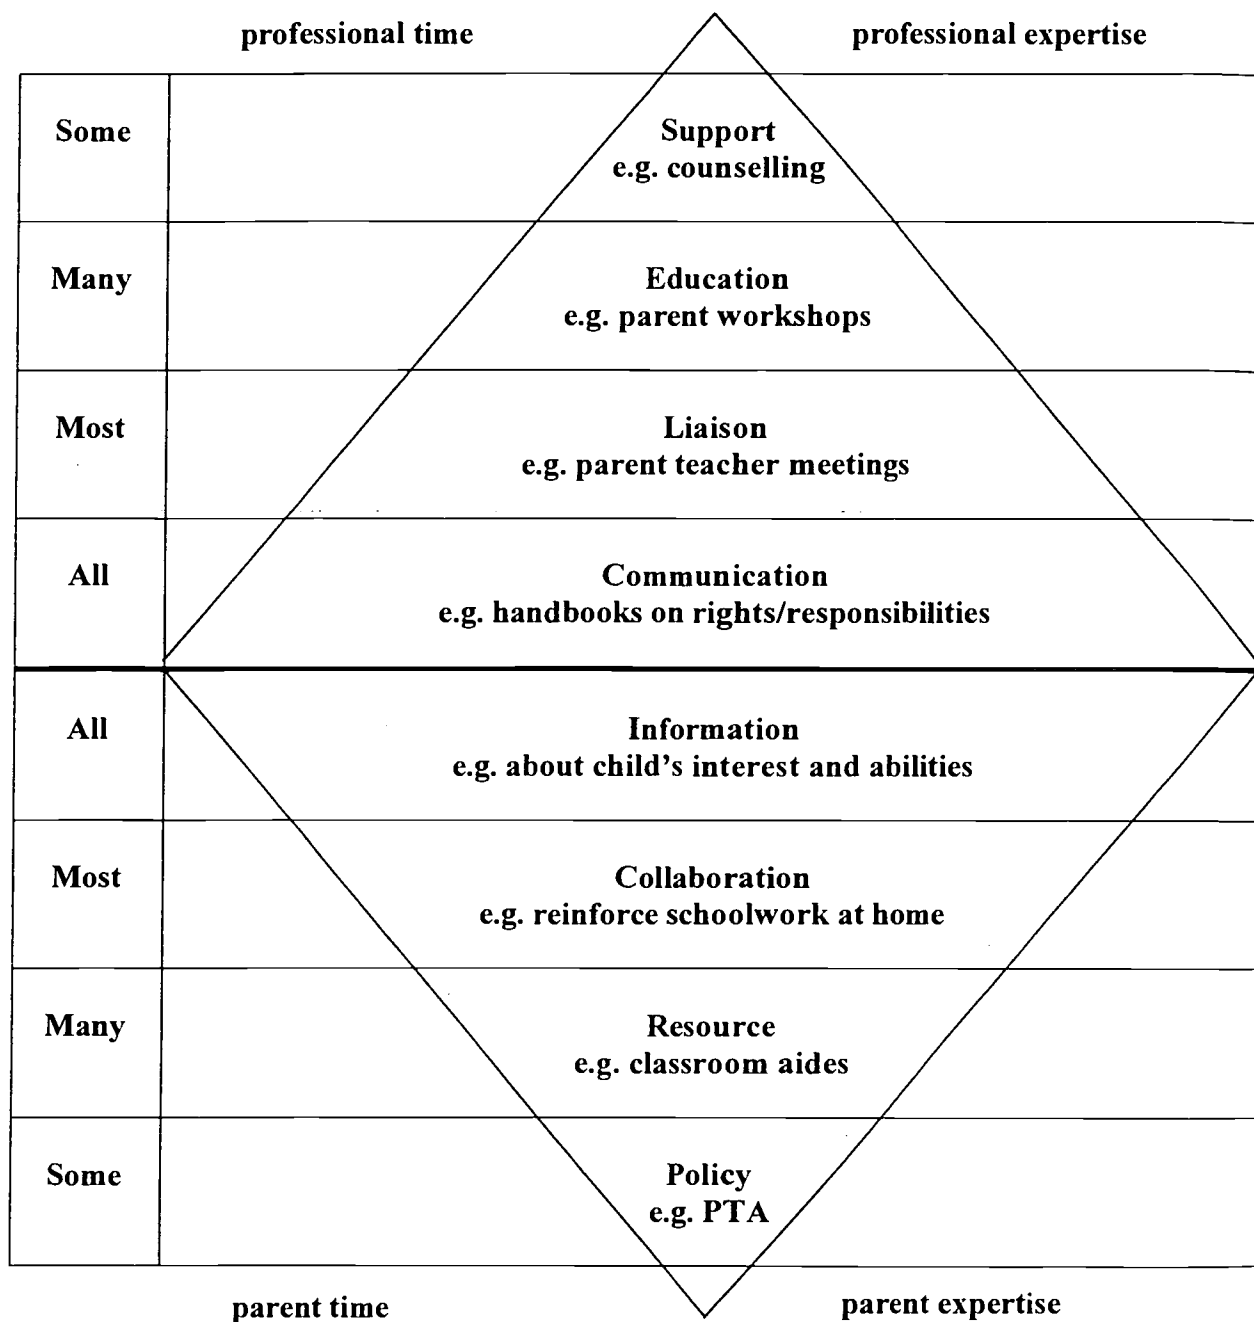 professional time professional expertise
Some
Support
e.g. counselling
Many
Education
e.g. parent workshops
Most
Liaison
e.g. parent teacher meetings
All
Communication
e.g. handbooks on rights/responsibilities
All
Information
e.g. about child's interest and abilities
Most
Collaboration
e.g. reinforce schoolwork at home
Many
Resource
e.g. classroom aides
Some
Policy
e.g. PTA
parent time parent expertise